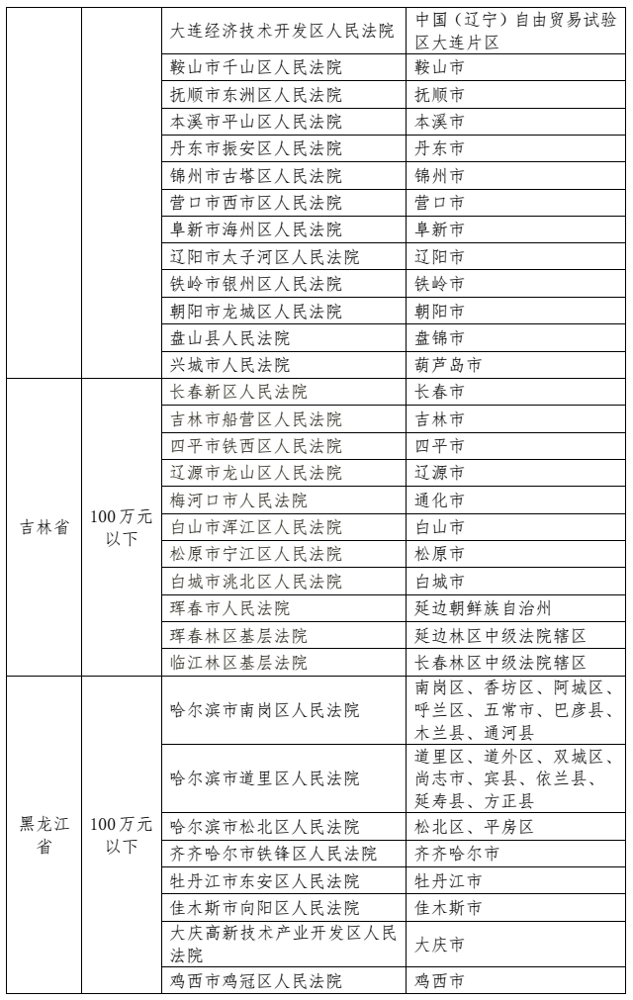 大连经济技术开发区人民法院 中国（辽宁）自由贸易试验
区大连片区
鞍山市千山区人民法院 鞍山市
抚顺市东洲区人民法院 抚顺市
本溪市平山区人民法院 本溪市
丹东市振安区人民法院 丹东市
锦州市古塔区人民法院 锦州市
营口市西市区人民法院 营口市
阜新市海州区人民法院 阜新市
辽阳市太子河区人民法院 辽阳市
铁岭市银州区人民法院 铁岭市
朝阳市龙城区人民法院 朝阳市
盘山县人民法院 盘锦市
兴城市人民法院 葫芦岛市
吉林省
100万元
以下
长春新区人民法院 长春市
吉林市船营区人民法院 吉林市
四平市铁西区人民法院 四平市
辽源市龙山区人民法院 辽源市
梅河口市人民法院 通化市
白山市浑江区人民法院 白山市
松原市宁江区人民法院 松原市
白城市洮北区人民法院 白城市
珲春市人民法院 延边朝鲜族自治州
珲春林区基层法院 延边林区中级法院辖区
临江林区基层法院 长春林区中级法院辖区
黑龙江
省
100万元
以下
哈尔滨市南岗区人民法院
南岗区、香坊区、阿城区、
呼兰区、五常市、巴彦县、
木兰县、通河县
哈尔滨市道里区人民法院
道里区、道外区、双城区、
尚志市、宾县、依兰县、
延寿县、方正县
哈尔滨市松北区人民法院 松北区、平房区
齐齐哈尔市铁锋区人民法院 齐齐哈尔市
牡丹江市东安区人民法院 牡丹江市
佳木斯市向阳区人民法院 佳木斯市
大庆高新技术产业开发区人民
法院
大庆市
鸡西市鸡冠区人民法院 鸡西市